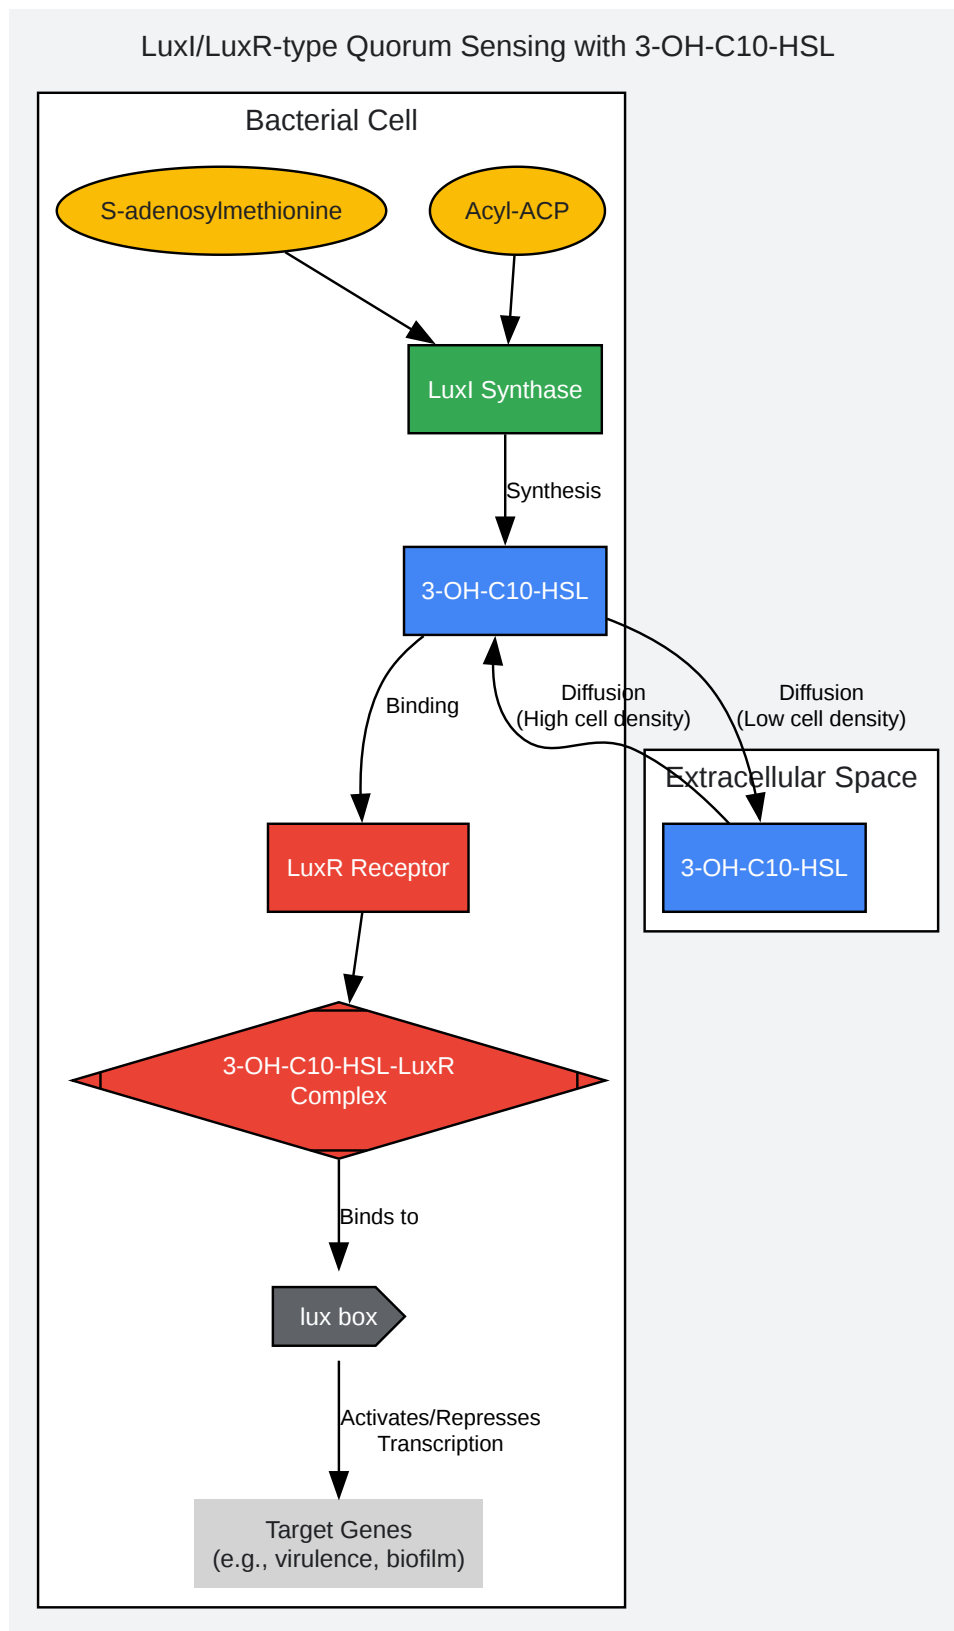 LuxI/LuxR-type Quorum Sensing with 3-OH-C10-HSL
Bacterial Cell
S-adenosylmethionine
Acyl-ACP
LuxI Synthase
Synthesis
3-OH-C10-HSL
Binding
Diffusion
(High cell density)
Diffusion
(Low cell density)
Extracellular Space
3-OH-C10-HSL
LuxR Receptor
3-OH-C10-HSL-LuxR
Complex
Binds to
lux box
Activates/Represses
Transcription
Target Genes
(e.g., virulence, biofilm)